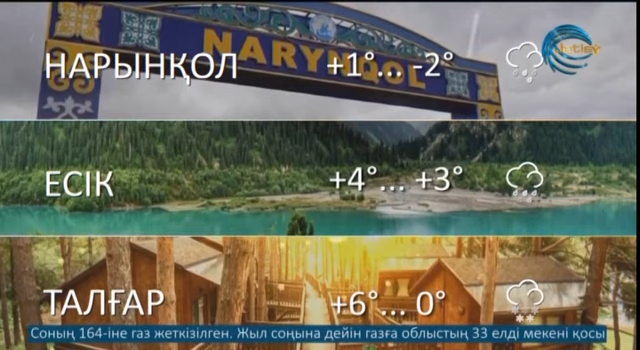 NARYNQOL
НАРЫНҚОЛ +1°... -2°
Jetisý
ЕСІК +4°... +3°
ТАЛҒАР +6°... 0°
Соның 164-іне газ жеткізілген. Жыл соңына дейін газға облыстың 33 елді мекені қосы